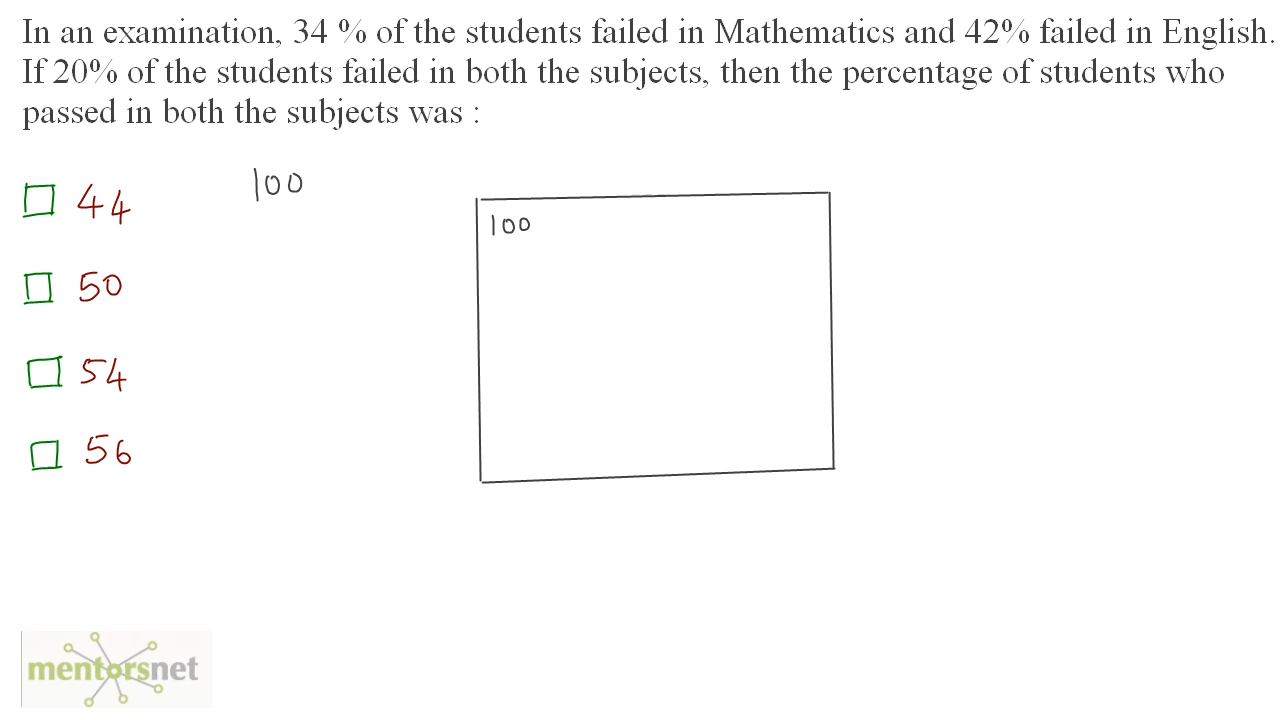 In an examination, 34 % of the students failed in Mathematics and 42% failed in English.
If 20% of the students failed in both the subjects, then the percentage of students who
passed in both the subjects was :
44
100
100
50
54
56
mentorsnet